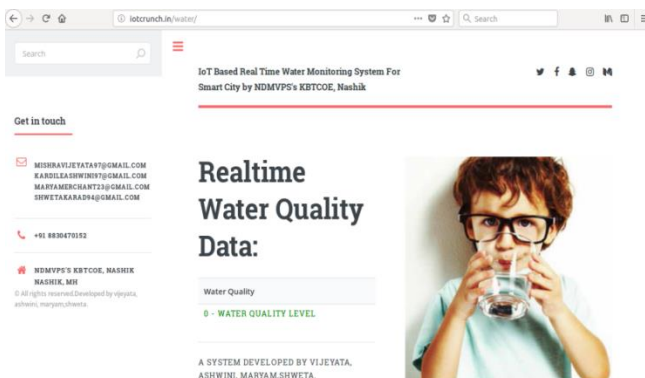 iotcrunch.in/water/
Search
Search
IoT Based Real Time Water Monitoring System For
Smart City by NDMVPS's KBTCOE, Nashik
Get in touch
MISHRAVIJEYATA97@GMAIL.COM
KARDILEASHWINI97@GMAIL.COM
MARYAMERCHANT23@GMAIL.COM
SHWETAKARAD94@GMAIL.COM
+91 8830470152
NDMVPS'S KBTCOE, NASHIK
NASHIK, MH
© All rights reserved.Developed by vijeyata,
ashwini, maryam,shweta.
Realtime
Water Quality
Data:
Water Quality
0 - WATER QUALITY LEVEL
A SYSTEM DEVELOPED BY VIJEYATA,
ASHWINI, MARYAM,SHWETA.